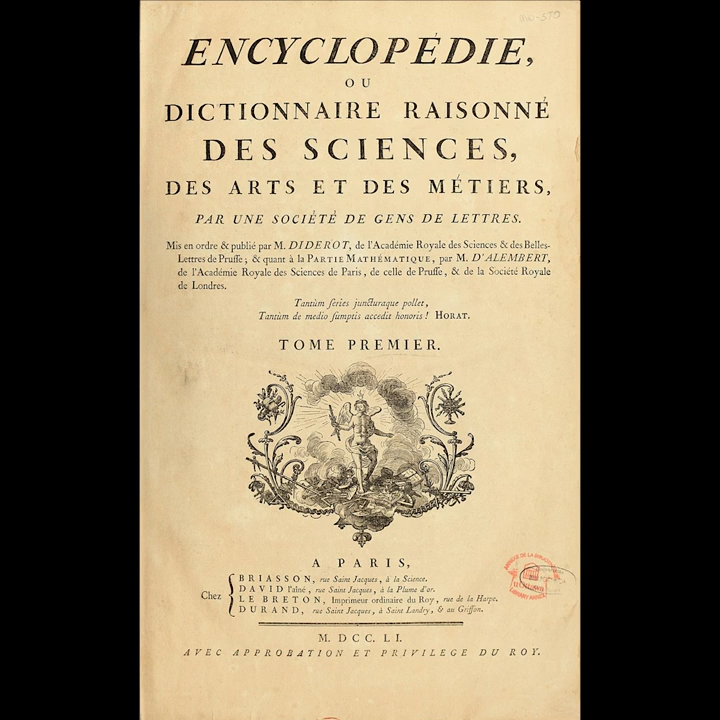 ENCYCLOPÉDIE,
OU
DICTIONNAIRE RAISONNÉ
DES SCIENCES,
DES ARTS ET DES MÉTIERS,
PAR UNE SOCIÉTÉ DE GENS DE LETTRES.
Mis en ordre & publié par M. DIDEROT, de l'Académie Royale des Sciences & des Belles-
Lettres de Pruſſe ; & quant à la PARTIE MATHÉMATIQUE, par M. D'ALEMBERT,
de l'Académie Royale des Sciences de Paris, de celle de Pruſſe, & de la Société Royale
de Londres.
Tantùm ſeries juncturaque pollet,
Tantùm de medio ſumptis accedit honoris ! HORAT.
TOME PREMIER.
A PARIS,
Chez
BRIASSON, rue Saint Jacques, à la Science.
DAVID l'aîné, rue Saint Jacques, à la Plume d'or.
LE BRETON, Imprimeur ordinaire du Roy, rue de la Harpe.
DURAND, rue Saint Jacques, à Saint Landry, & au Griffon.
M. DCC. LI.
AVEC APPROBATION ET PRIVILEGE DU ROY.